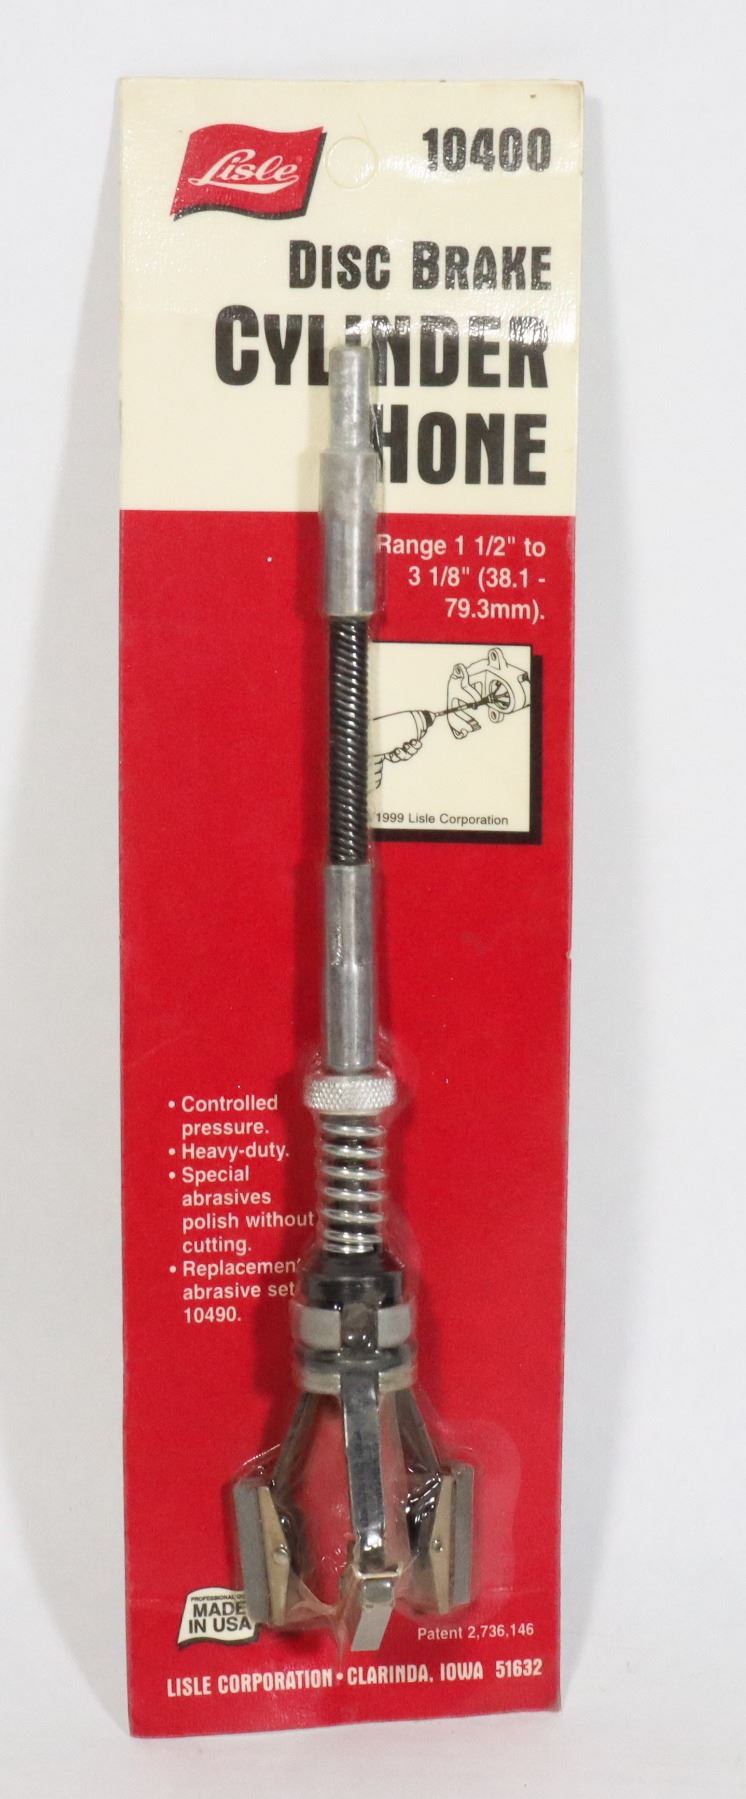 Lisle
10400
DISC BRAKE
CYLINDER
HONE
Range 1 1/2" to
3 1/8" (38.1 -
79.3mm).
1999 Lisle Corporation
• Controlled
pressure.
• Heavy-duty.
• Special
abrasives
polish without
cutting.
• Replacement
abrasive set
10490.
PROFESSIONAL
MADE
IN USA
Patent 2,736,146
LISLE CORPORATION • CLARINDA, IOWA 51632